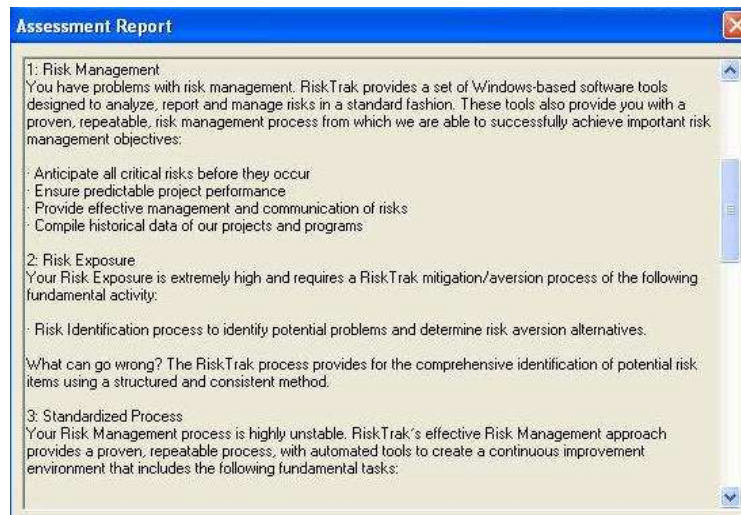 Assessment Report
1: Risk Management
You have problems with risk management. RiskTrak provides a set of Windows-based software tools
designed to analyze, report and manage risks in a standard fashion. These tools also provide you with a
proven, repeatable, risk management process from which we are able to successfully achieve important risk
management objectives:
· Anticipate all critical risks before they occur
· Ensure predictable project performance
· Provide effective management and communication of risks
· Compile historical data of our projects and programs
2: Risk Exposure
Your Risk Exposure is extremely high and requires a RiskTrak mitigation/aversion process of the following
fundamental activity:
· Risk Identification process to identify potential problems and determine risk aversion alternatives.
What can go wrong? The RiskTrak process provides for the comprehensive identification of potential risk
items using a structured and consistent method.
3: Standardized Process
Your Risk Management process is highly unstable. RiskTrak´s effective Risk Management approach
provides a proven, repeatable process, with automated tools to create a continuous improvement
environment that includes the following fundamental tasks: